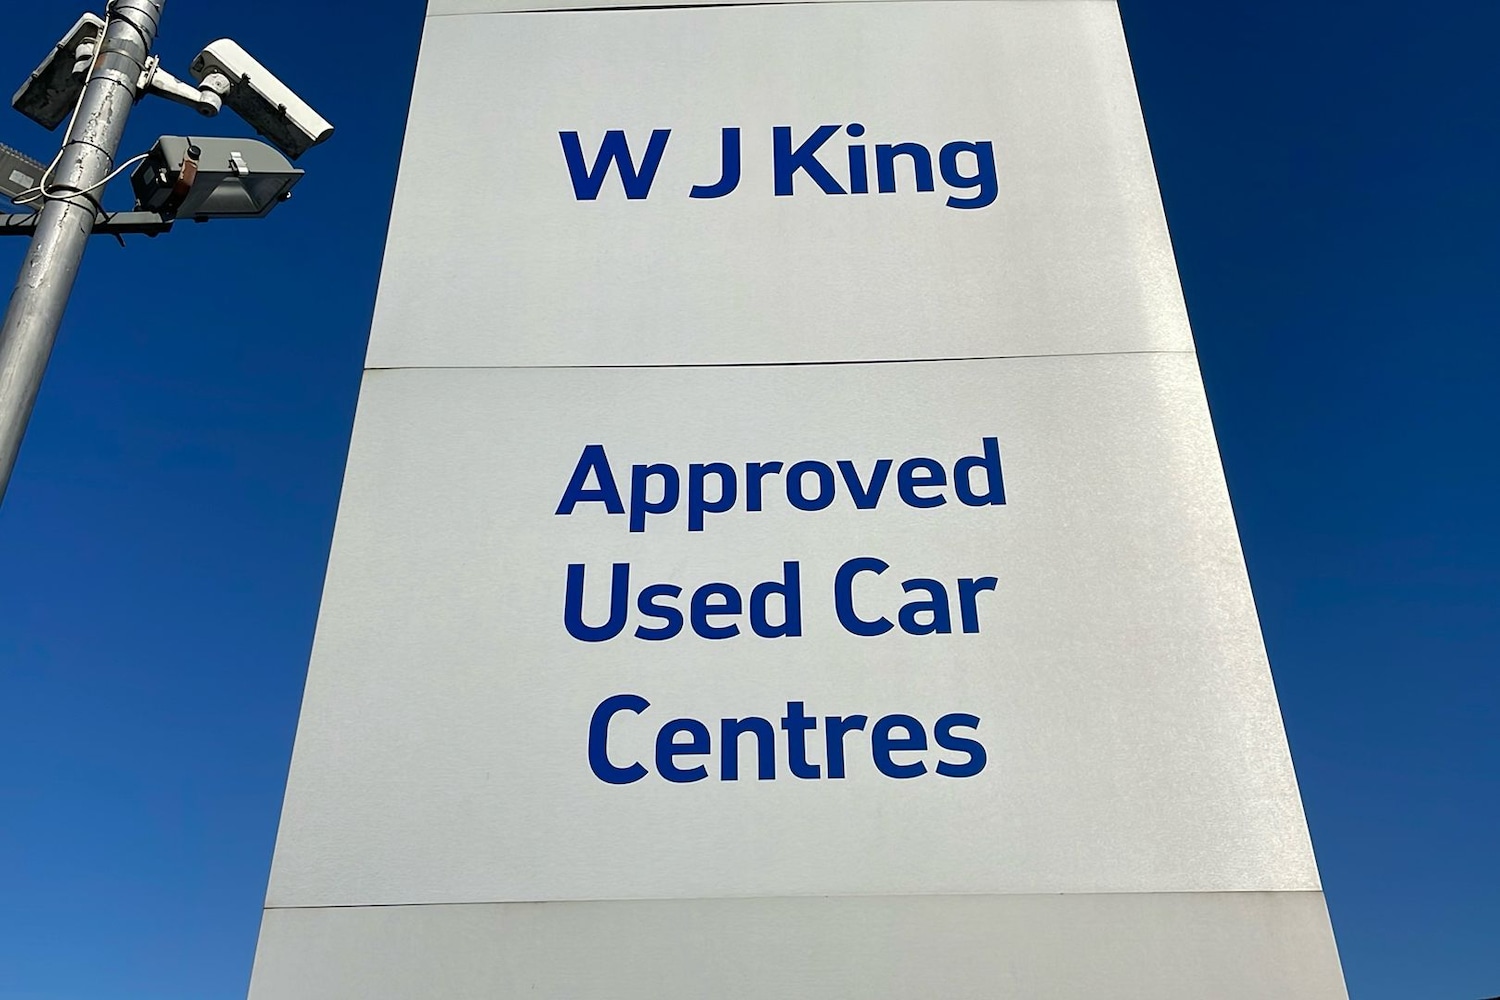 W J King
Approved
Used Car
Centres